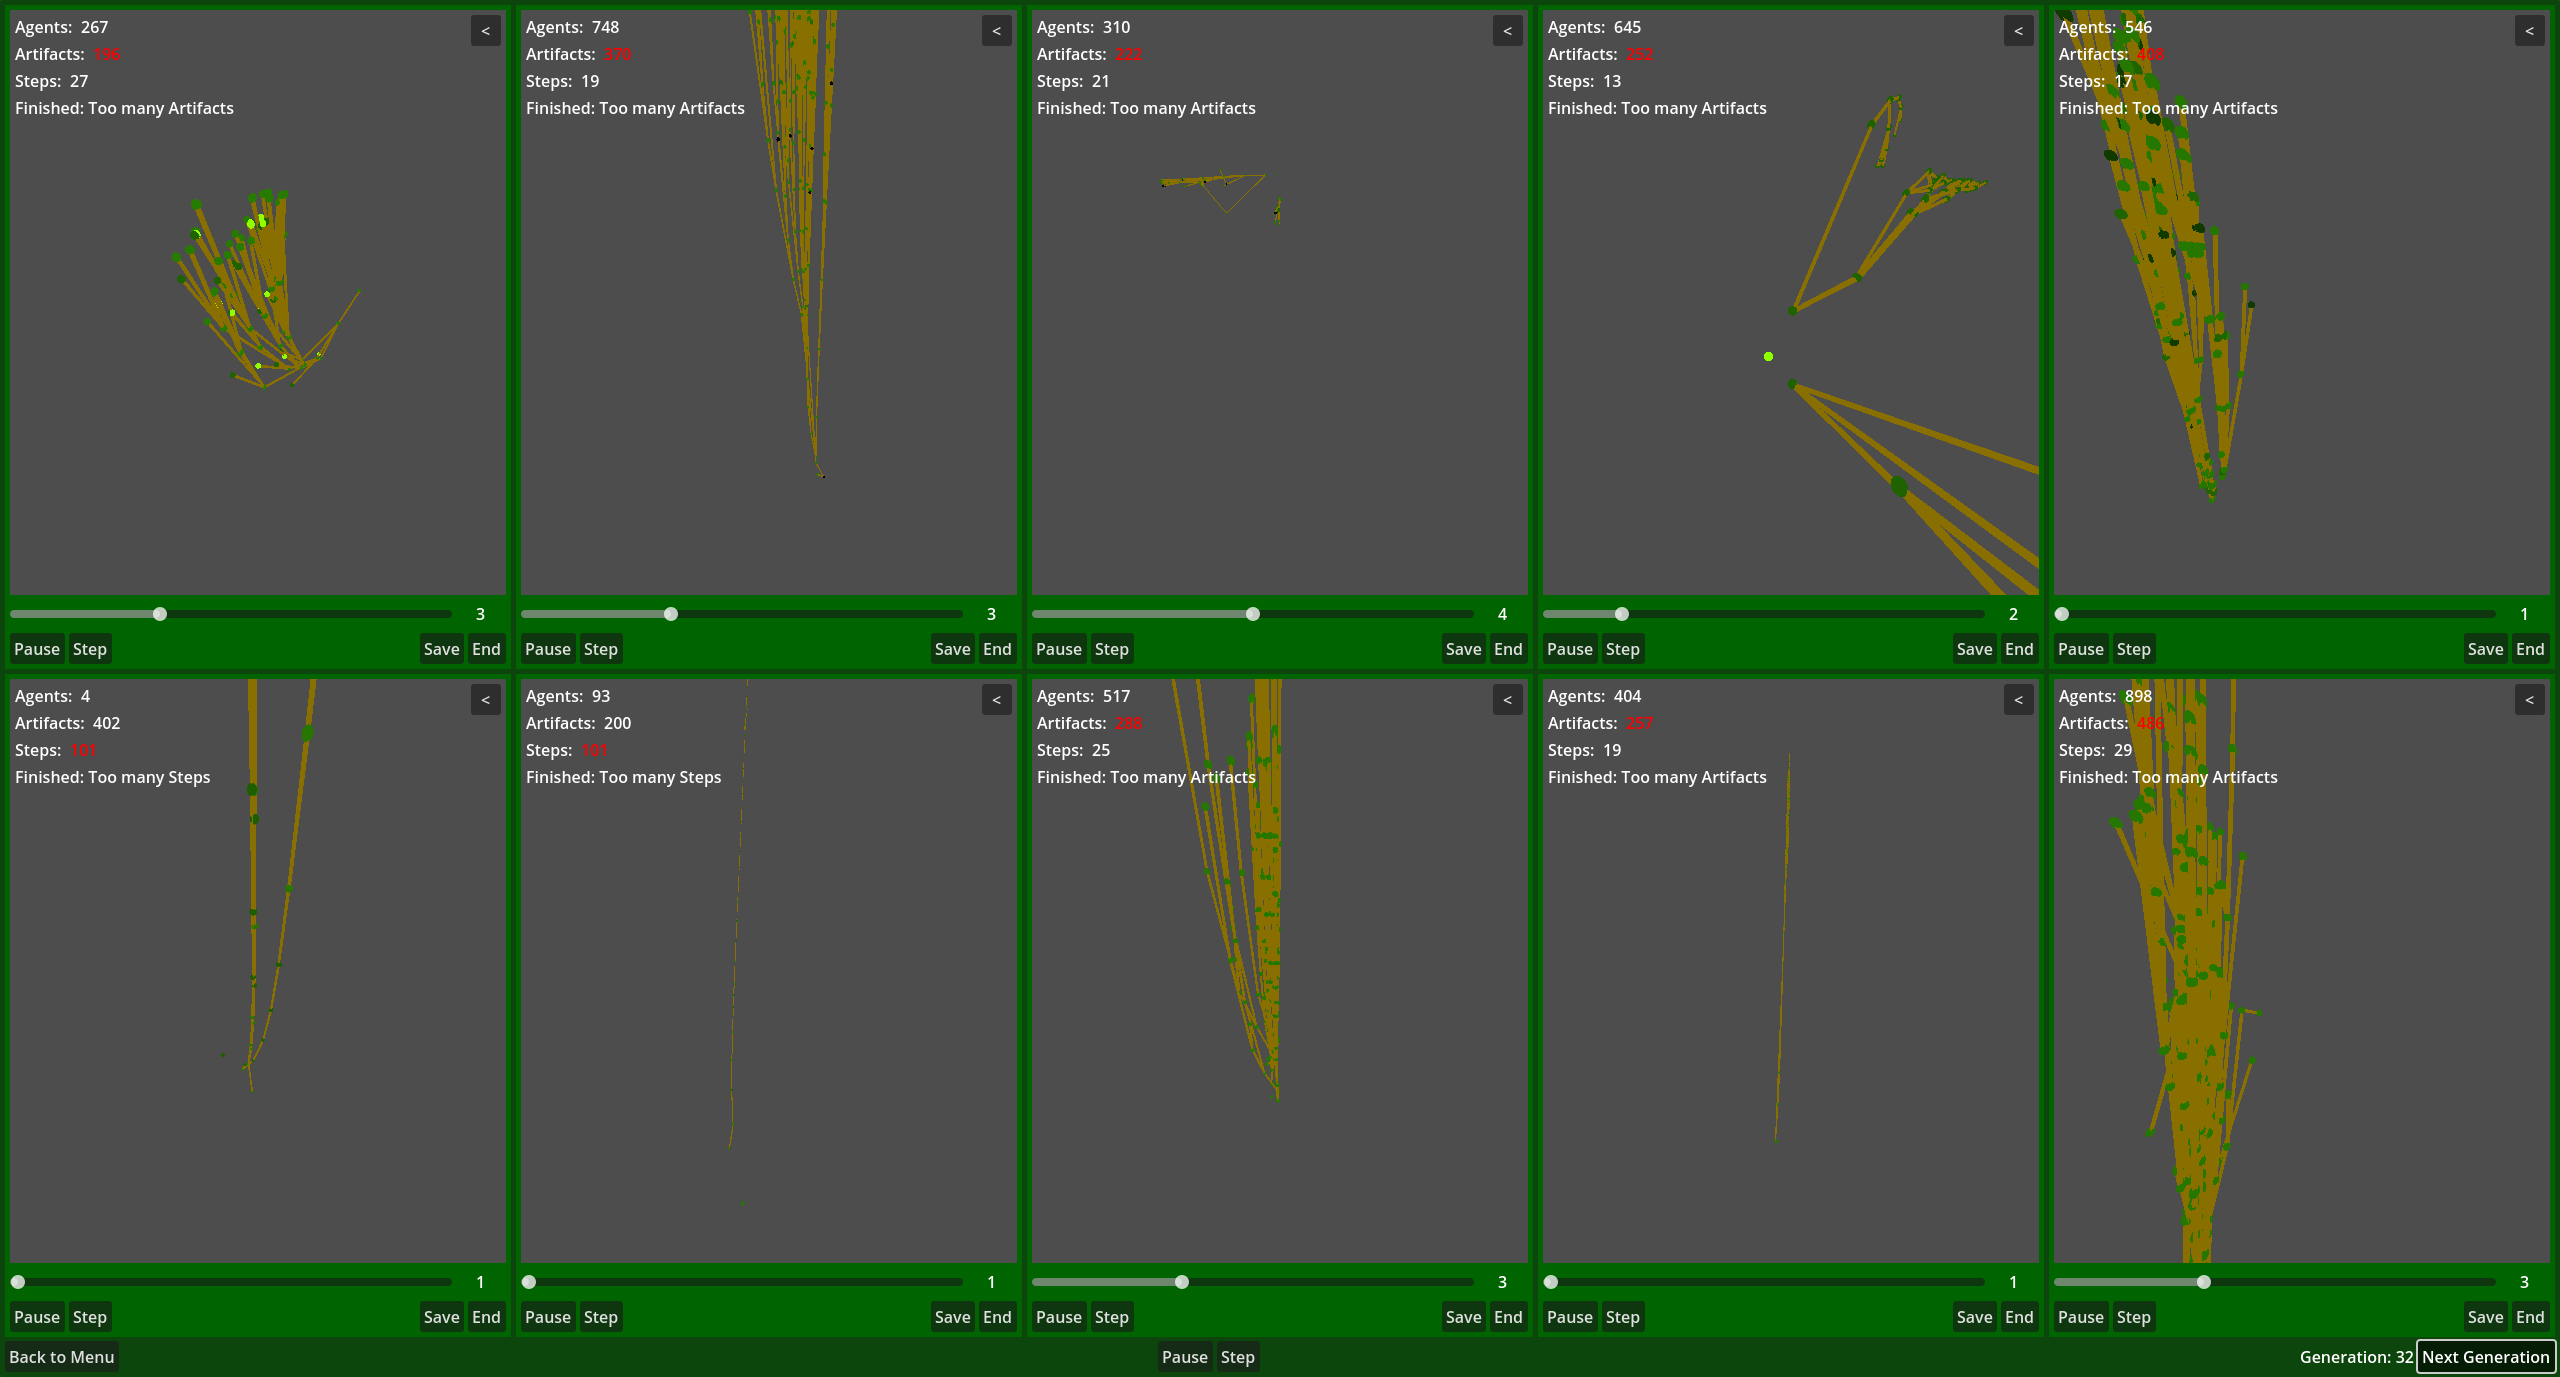 Agents: 267
Artifacts: 196
Steps: 27
Finished: Too many Artifacts
<
3
Pause Step Save End
Agents: 748
Artifacts: 370
Steps: 19
Finished: Too many Artifacts
<
3
Pause Step Save End
Agents: 310
Artifacts: 222
Steps: 21
Finished: Too many Artifacts
<
4
Pause Step Save End
Agents: 645
Artifacts: 252
Steps: 13
Finished: Too many Artifacts
<
2
Pause Step Save End
Agents: 546
Artifacts: 408
Steps: 17
Finished: Too many Artifacts
<
1
Pause Step Save End
Agents: 4
Artifacts: 402
Steps: 101
Finished: Too many Steps
<
1
Pause Step Save End
Agents: 93
Artifacts: 200
Steps: 101
Finished: Too many Steps
<
1
Pause Step Save End
Agents: 517
Artifacts: 288
Steps: 25
Finished: Too many Artifacts
<
3
Pause Step Save End
Agents: 404
Artifacts: 257
Steps: 19
Finished: Too many Artifacts
<
1
Pause Step Save End
Agents: 898
Artifacts: 486
Steps: 29
Finished: Too many Artifacts
<
3
Pause Step Save End
Back to Menu Pause Step Generation: 32 Next Generation